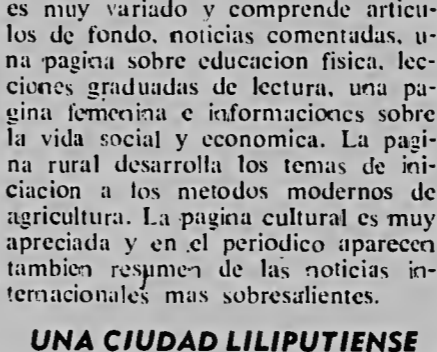 es muy variado y comprende articu-
los de fondo, noticias comentadas, u-
na pagina sobre educacion fisica, lec-
ciones graduadas de lectura, una pa-
gina femenina e informaciones sobre
la vida social y economica. La pagi-
na rural desarrolla los temas de ini-
ciacion a los metodos modernos de
agricultura. La pagina cultural es muy
apreciada y en el periodico aparecen
tambien resumen de las noticias in-
ternacionales mas sobresalientes.
UNA CIUDAD LILIPUTIENSE